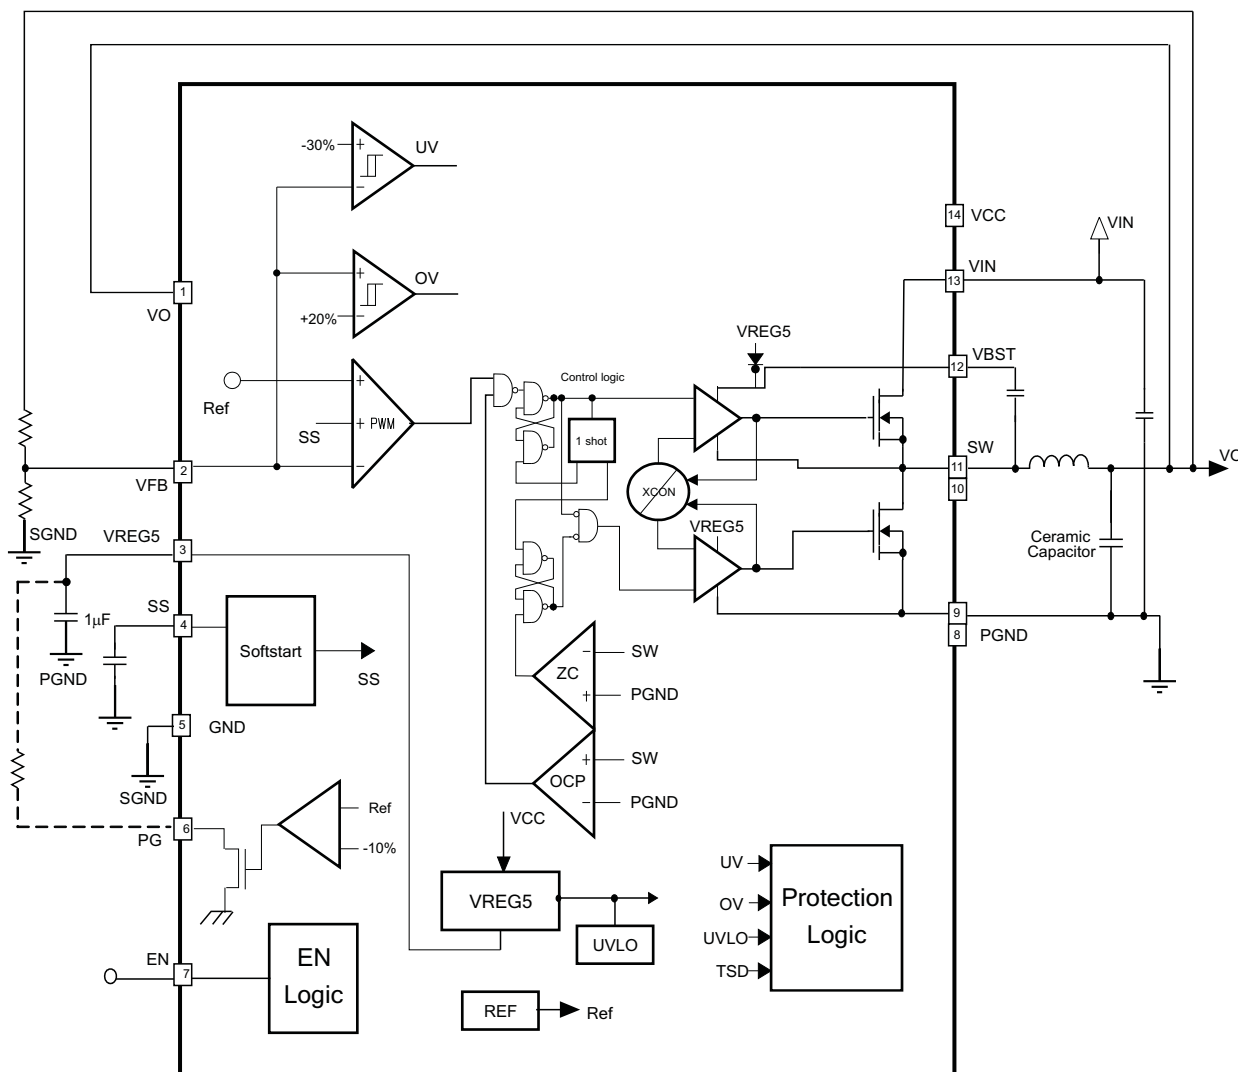 -30%
+
−
UV
14
VCC
VIN
OV
+
−
+20%
13
VIN
1
VO
VREG5
12
VBST
Ref
SS
+
+
−
PWM
Control logic
1 shot
XCON
SW
11
10
VO
2
VFB
SGND
VREG5
3
VREG5
Ceramic
Capacitor
1μF
PGND
SS
4
Softstart
SS
9
8
PGND
ZC
−
+
SW
PGND
5
GND
SGND
OCP
+
−
SW
PGND
6
PG
Ref
-10%
VCC
VREG5
UVLO
UV
OV
UVLO
TSD
Protection
Logic
EN
7
EN
Logic
REF
Ref